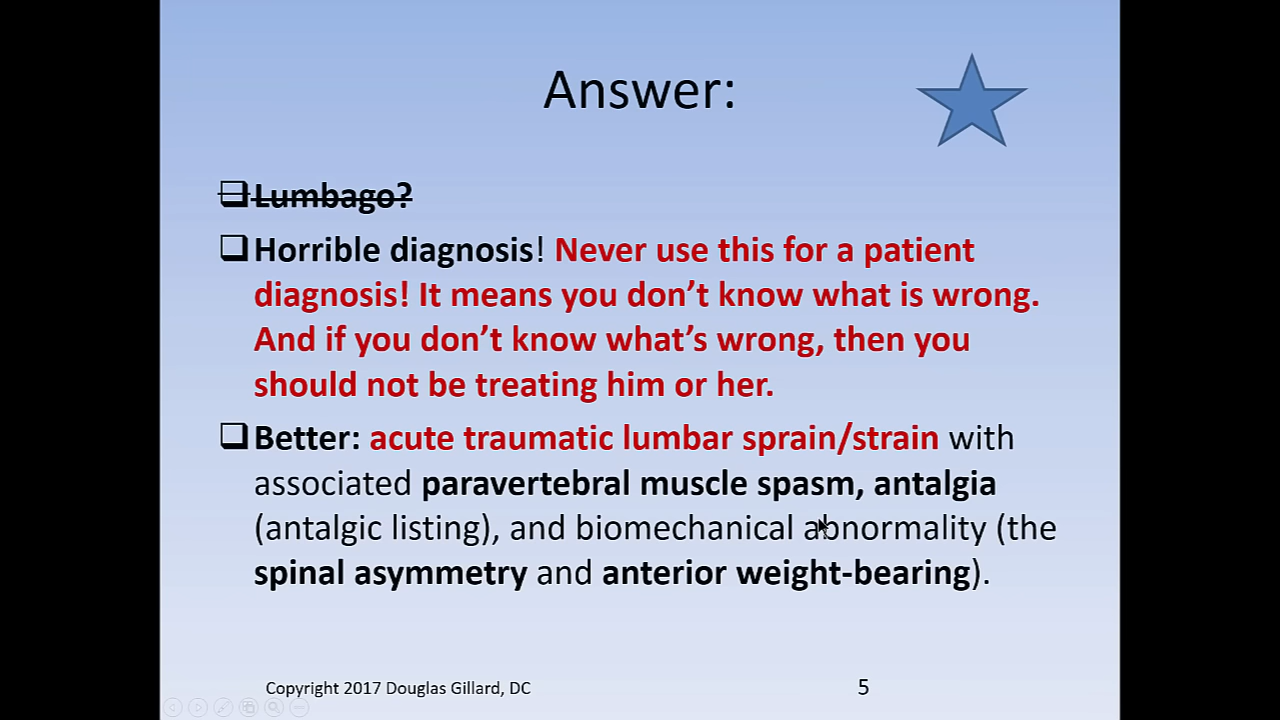 Answer:
Lumbago?
Horrible diagnosis! Never use this for a patient
diagnosis! It means you don’t know what is wrong.
And if you don’t know what’s wrong, then you
should not be treating him or her.
Better: acute traumatic lumbar sprain/strain with
associated paravertebral muscle spasm, antalgia
(antalgic listing), and biomechanical abnormality (the
spinal asymmetry and anterior weight-bearing).
Copyright 2017 Douglas Gillard, DC
5